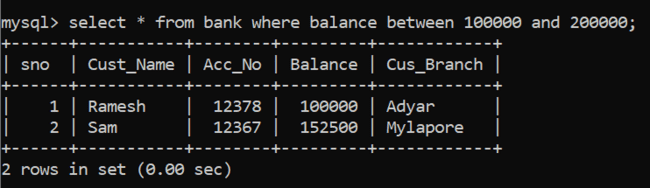 mysql> select * from bank where balance between 100000 and 200000;
+------+-----------+--------+---------+------------+
| sno | Cust_Name | Acc_No | Balance | Cus_Branch |
+------+-----------+--------+---------+------------+
| 1 | Ramesh | 12378 | 100000 | Adyar |
| 2 | Sam | 12367 | 152500 | Mylapore |
+------+-----------+--------+---------+------------+
2 rows in set (0.00 sec)